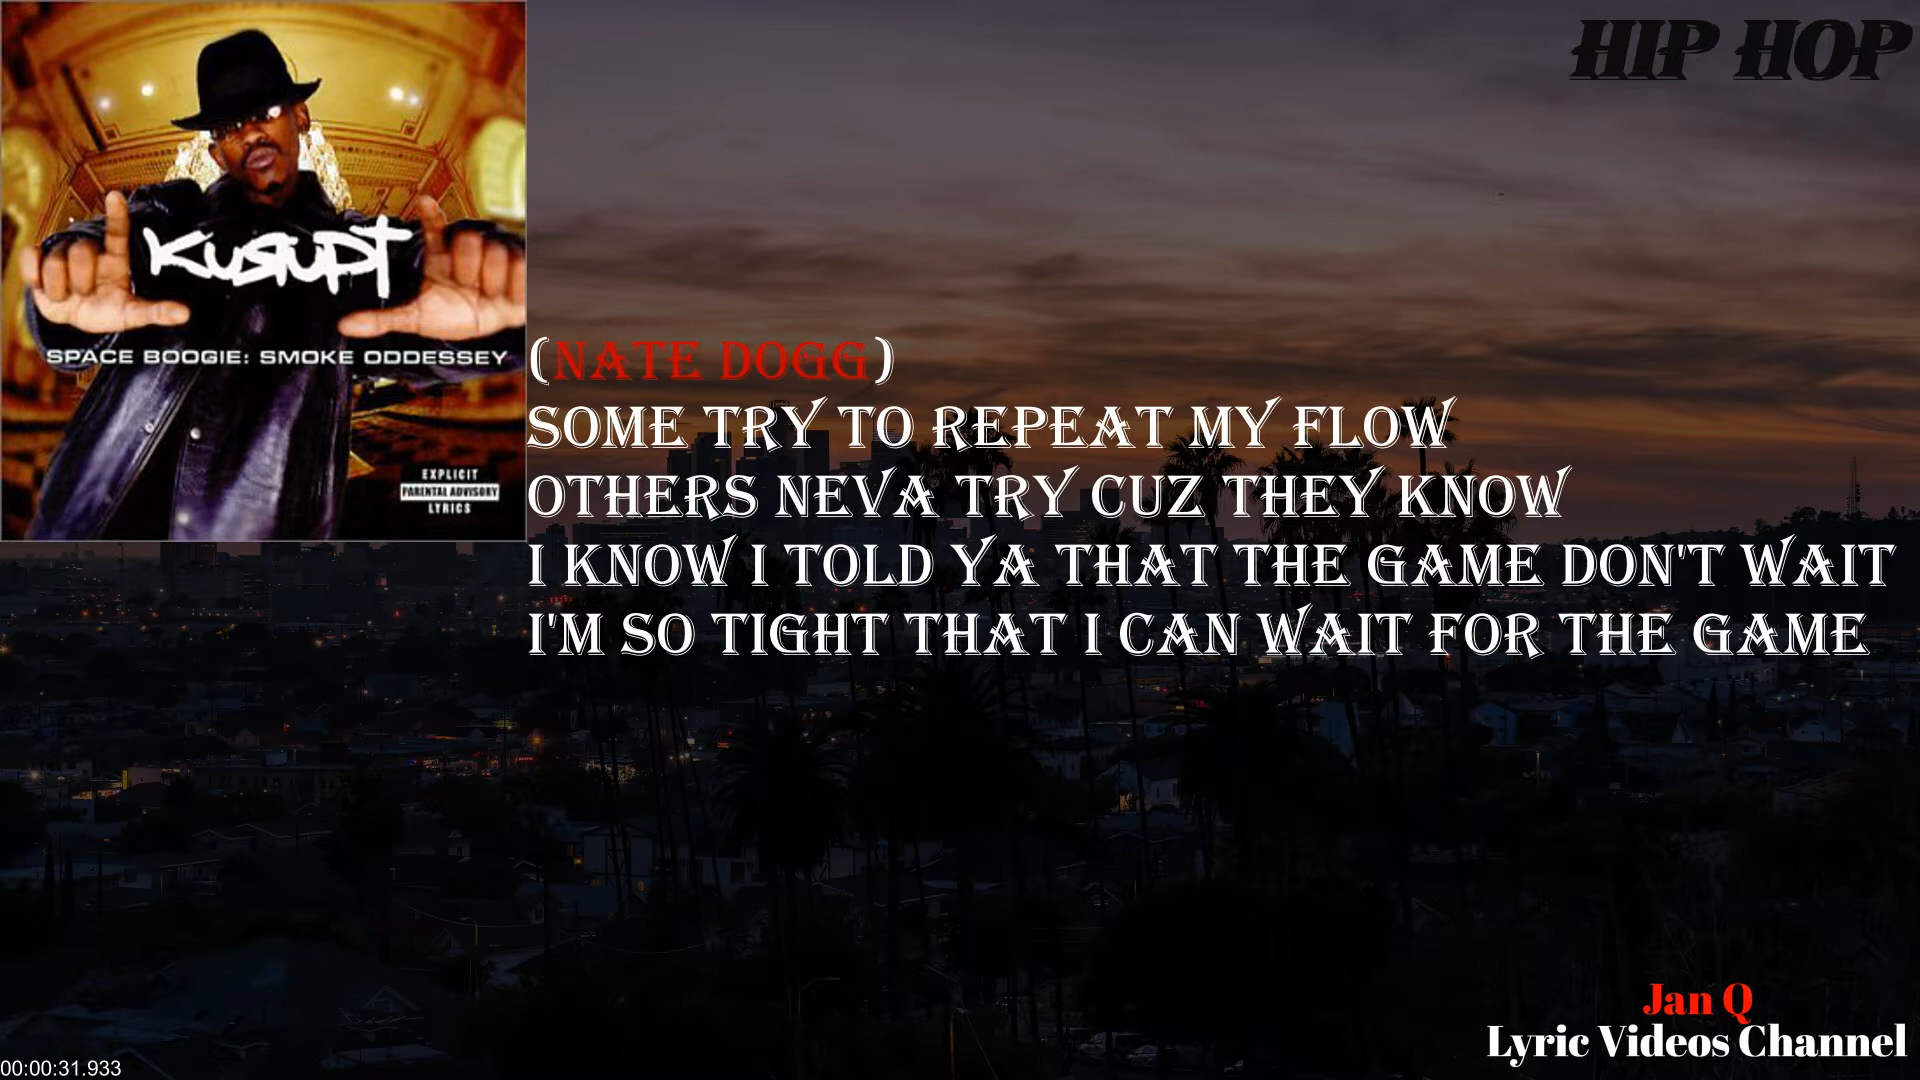 HIP HOP
KURUPT
SPACE BOOGIE: SMOKE ODDESSEY
EXPLICIT
PARENTAL ADVISORY
LYRICS
(NATE DOGG)
SOME TRY TO REPEAT MY FLOW
OTHERS NEVA TRY CUZ THEY KNOW
I KNOW I TOLD YA THAT THE GAME DON'T WAIT
I'M SO TIGHT THAT I CAN WAIT FOR THE GAME
Jan Q
Lyric Videos Channel
00:00:31.933